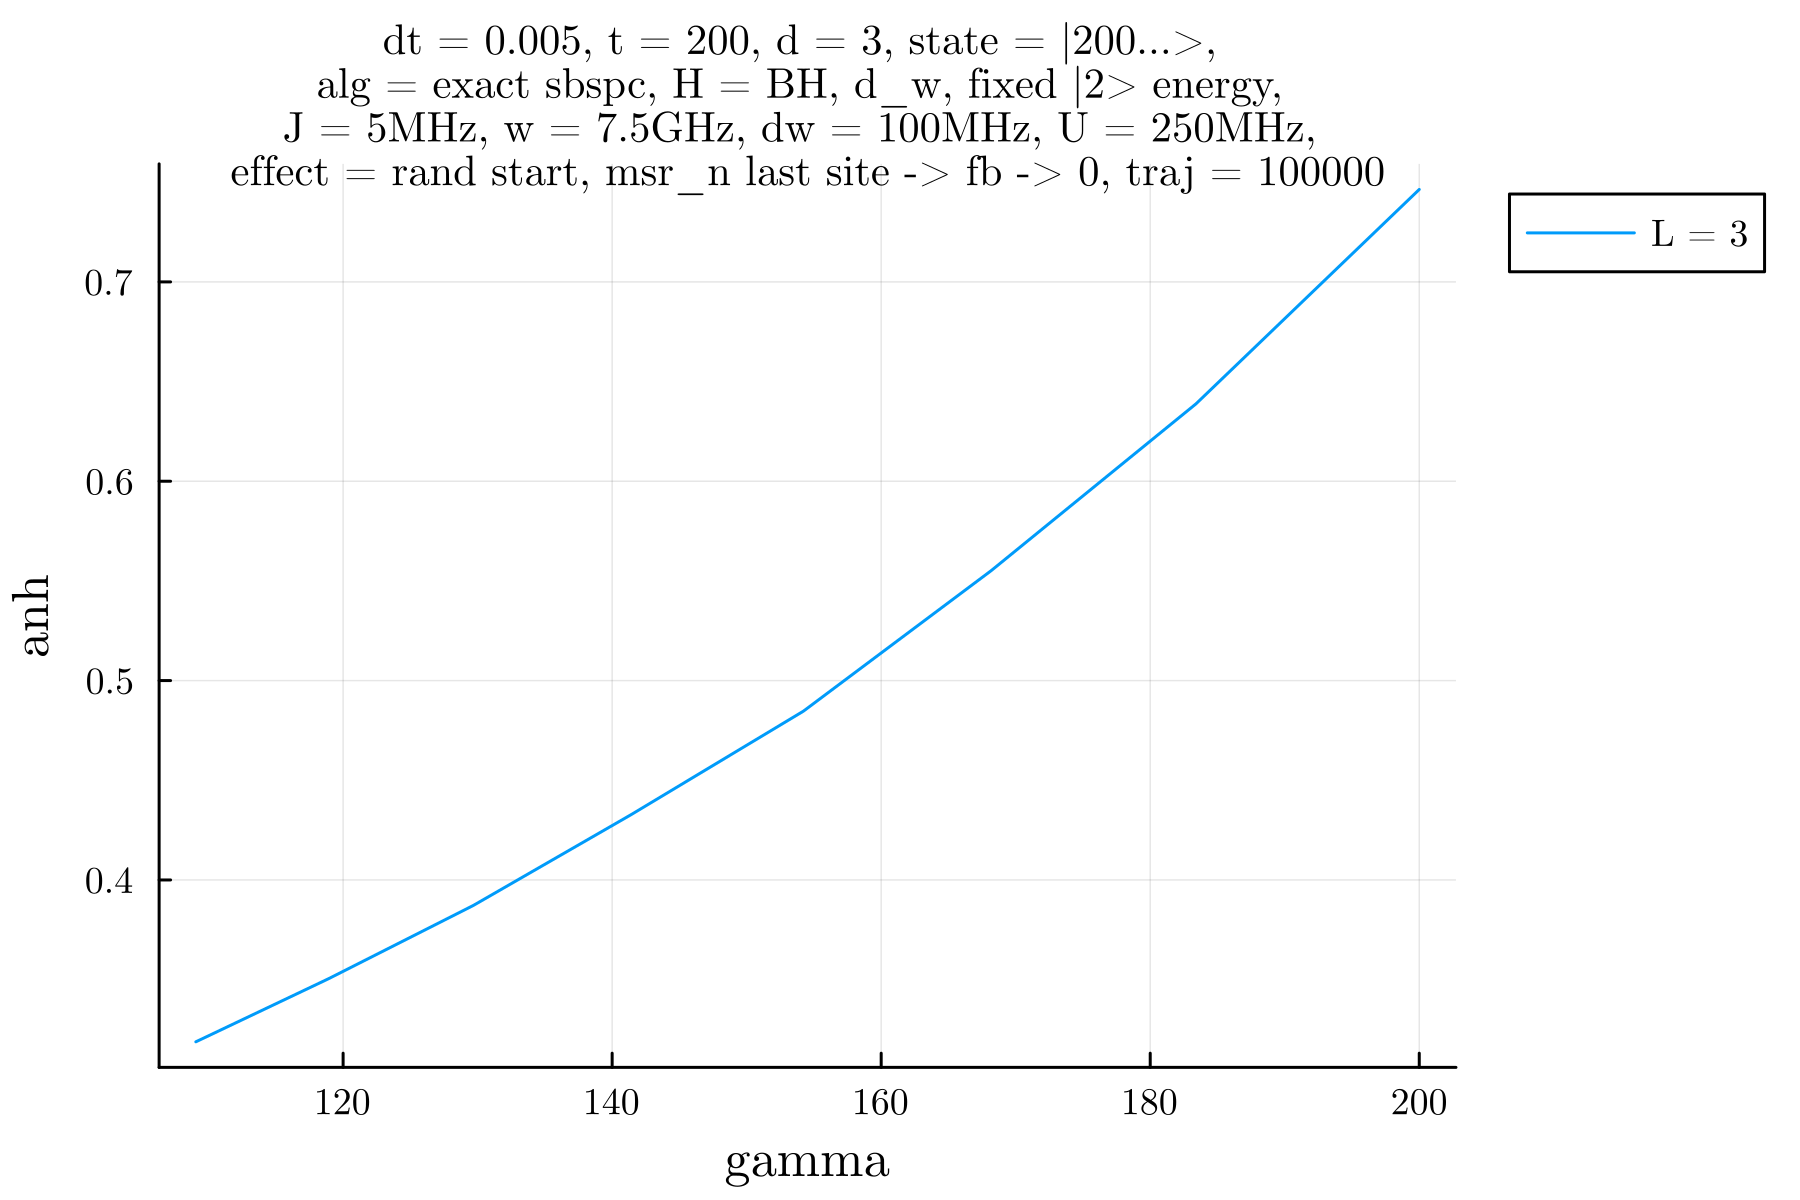 dt = 0.005, t = 200, d = 3, state = |200...>,
alg = exact sbspc, H = BH, d_w, fixed |2> energy,
J = 5MHz, w = 7.5GHz, dw = 100MHz, U = 250MHz,
effect = rand start, msr_n last site -> fb -> 0, traj = 100000
L = 3
0.7
0.6
0.5
0.4
anh
120 140 160 180 200
gamma